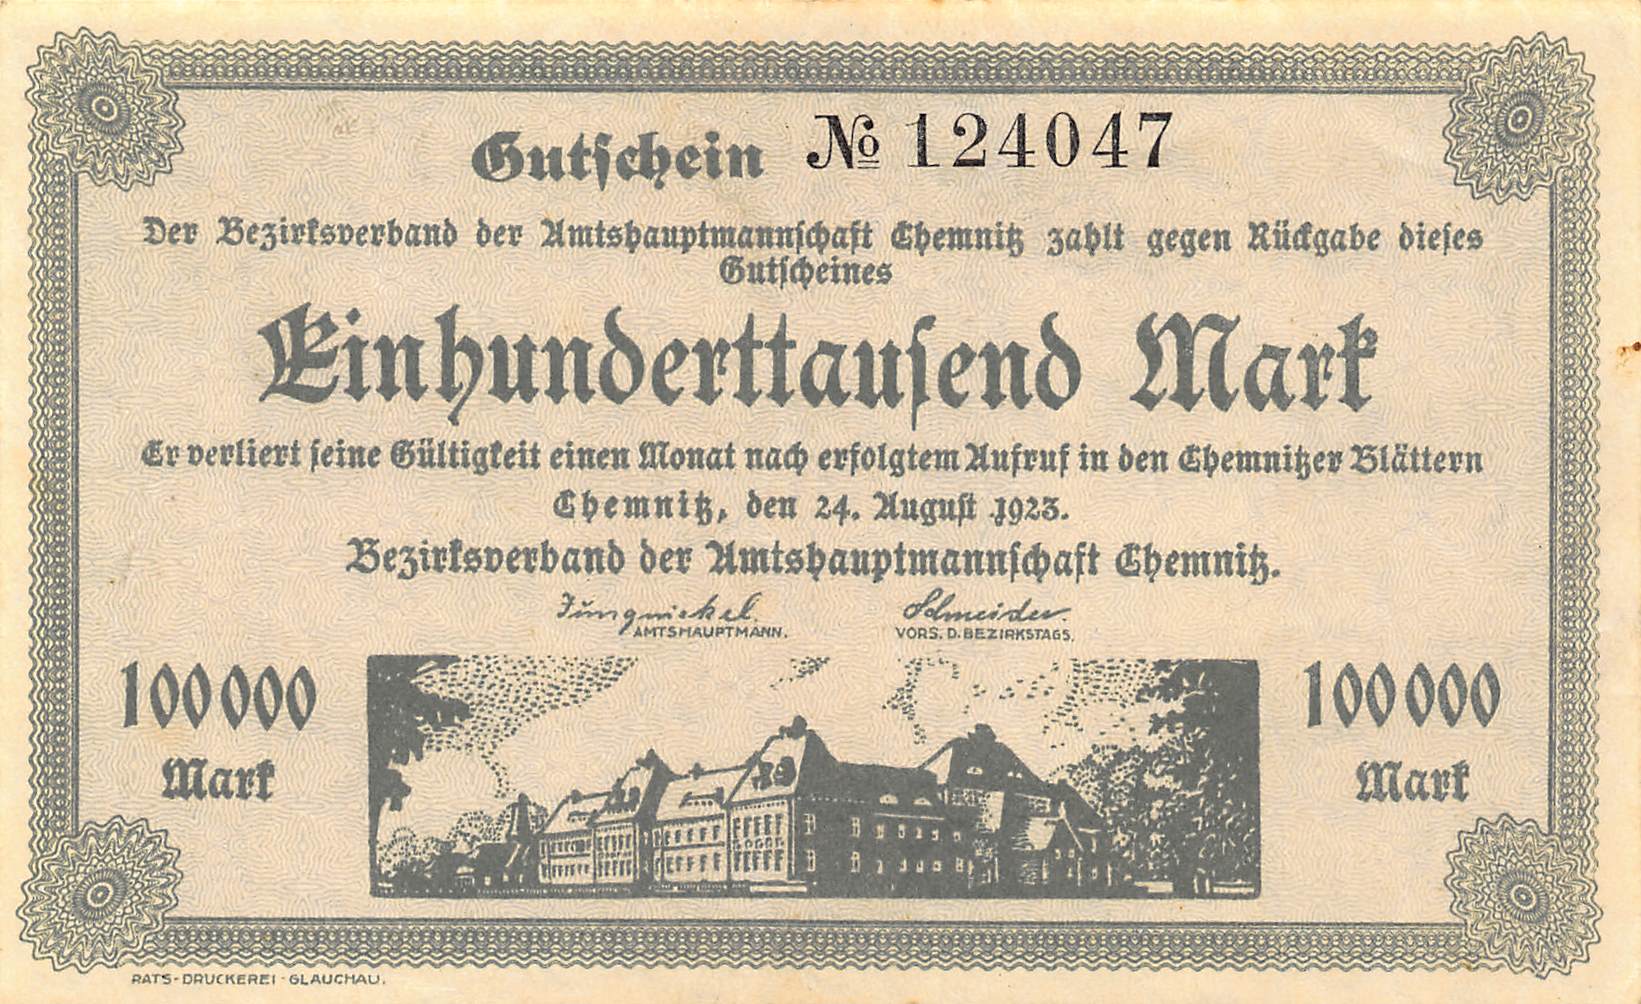 Gutschein № 124047
Der Bezirksverband der Amtshauptmannschaft Chemnitz zahlt gegen Rückgabe dieses
Gutscheines
Einhunderttausend Mark
Er verliert seine Gültigkeit einen Monat nach erfolgtem Aufruf in den Chemnitzer Blättern
Chemnitz, den 24. August 1923.
Bezirksverband der Amtshauptmannschaft Chemnitz.
Jungnickel.
AMTSHAUPTMANN.
Schneider.
VORS. D. BEZIRKSTAGS.
100000
Mark
100000
Mark
RATS-DRUCKEREI - GLAUCHAU.